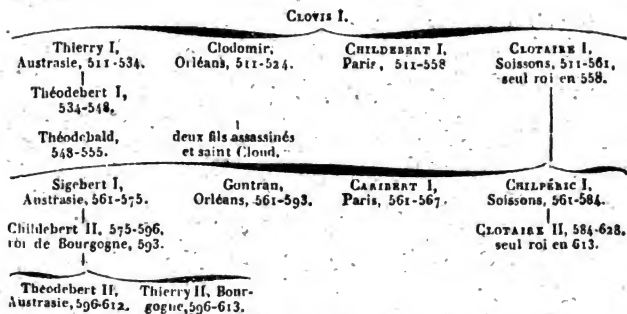 CLOVIS I.
Thierry I,
Austrasie, 511-534.
Clodomir,
Orléans, 511-524.
CHILDEBERT I,
Paris, 511-558
CLOTAIRE I,
Soissons, 511-561,
seul roi en 558.
Théodebert I,
534-548.
Théodebald,
548-555.
deux fils assassinés
et saint Cloud.
Sigebert I,
Austrasie, 561-575.
Gontran,
Orléans, 561-593.
CARIBERT I,
Paris, 561-567.
CHILPÉRIC I,
Soissons, 561-584.
Childebert II, 575-596,
roi de Bourgogne, 593.
CLOTAIRE II, 584-628.
seul roi en 613.
Théodebert II,
Austrasie, 596-612.
Thierry II, Bour-
gogne, 596-613.